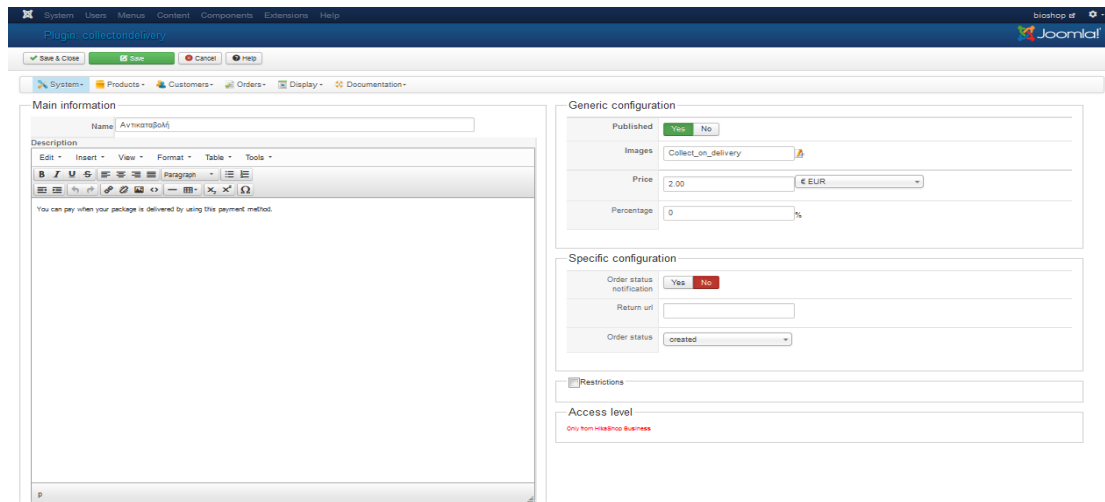 System Users Menus Content Components Extensions Help
bioshop
Plugin: collectondelivery
Joomla!
Save & Close
Save
Cancel
Help
System
Products
Customers
Orders
Display
Documentation
Main information
Name Αντικαταβολή
Description
Edit Insert View Format Table Tools
B I U S Paragraph
x₂ x² Ω
You can pay when your package is delivered by using this payment method.
p
Generic configuration
Published Yes No
Images Collect_on_delivery
Price 2.00 € EUR
Percentage 0 %
Specific configuration
Order status
notification Yes No
Return url
Order status created
Restrictions
Access level
Only from HikaShop Business